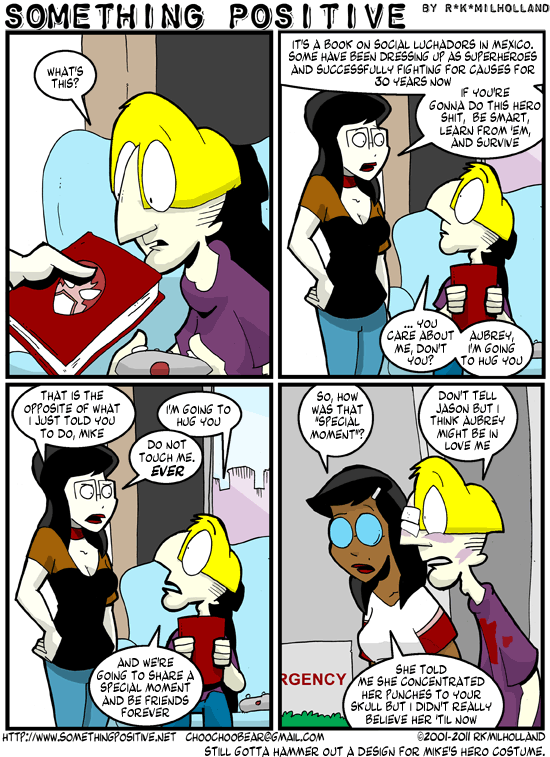 SOMETHING POSITIVE BY R*K*MILHOLLAND
WHAT'S
THIS?
IT'S A BOOK ON SOCIAL LUCHADORS IN MEXICO.
SOME HAVE BEEN DRESSING UP AS SUPERHEROES
AND SUCCESSFULLY FIGHTING FOR CAUSES FOR
30 YEARS NOW
IF YOU'RE
GONNA DO THIS HERO
SHIT, BE SMART,
LEARN FROM 'EM,
AND SURVIVE
... YOU
CARE ABOUT
ME, DON'T
YOU?
AUBREY,
I'M GOING
TO HUG YOU
THAT IS THE
OPPOSITE OF WHAT
I JUST TOLD YOU
TO DO, MIKE
I'M GOING TO
HUG YOU
DO NOT
TOUCH ME.
EVER
AND WE'RE
GOING TO SHARE A
SPECIAL MOMENT
AND BE FRIENDS
FOREVER
SO, HOW
WAS THAT
"SPECIAL
MOMENT"?
DON'T TELL
JASON BUT I
THINK AUBREY
MIGHT BE IN
LOVE ME
RGENCY
SHE TOLD
ME SHE CONCENTRATED
HER PUNCHES TO YOUR
SKULL BUT I DIDN'T REALLY
BELIEVE HER 'TIL NOW
HTTP://WWW.SOMETHINGPOSITIVE.NET CHOOCHOOBEAR@GMAIL.COM ©2001-2011 RKMILHOLLAND
STILL GOTTA HAMMER OUT A DESIGN FOR MIKE'S HERO COSTUME.